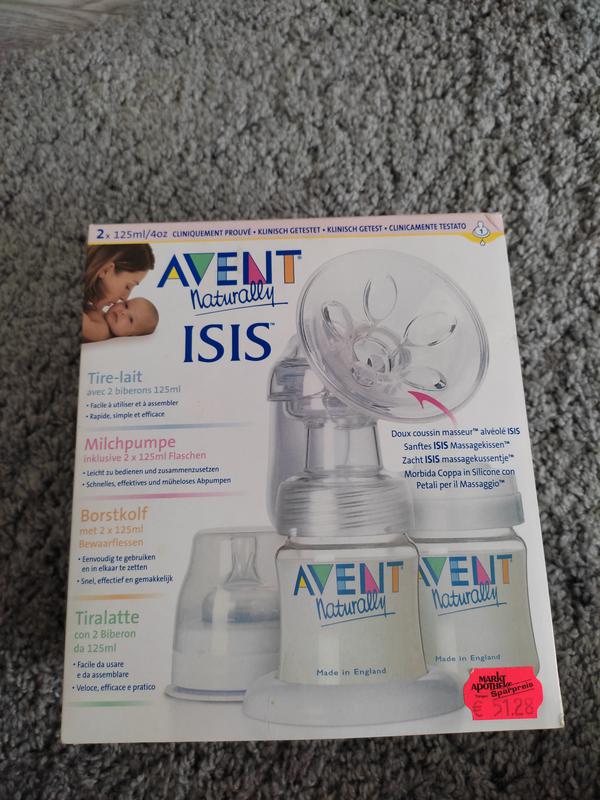 2x 125ml/4oz CLINIQUEMENT PROUVÉ • KLINISCH GETESTET • KLINISCH GETEST • CLINICAMENTE TESTATO
1
AVENT®
Naturally
ISIS™
Tire-lait
avec 2 biberons 125ml
• Facile à utiliser et à assembler
• Rapide, simple et efficace
Milchpumpe
inklusive 2 x 125ml Flaschen
• Leicht zu bedienen und zusammenzusetzen
• Schnelles, effektives und müheloses Abpumpen
Borstkolf
met 2 x 125ml
Bewaarflessen
• Eenvoudig te gebruiken
en in elkaar te zetten
• Snel, effectief en gemakkelijk
Tiralatte
con 2 Biberon
da 125ml
• Facile da usare
e da assemblare
• Veloce, efficace e pratico
Doux coussin masseur™ alvéolé ISIS
Sanftes ISIS Massagekissen™
Zacht ISIS massagekussentje™
Morbida Coppa in Silicone con
Petali per il Massaggio™
AVENT
Naturally
Made in England
AVENT
Naturally
Made in England
MARKT
APOTHEKE
Sparpreis
€ 51.28